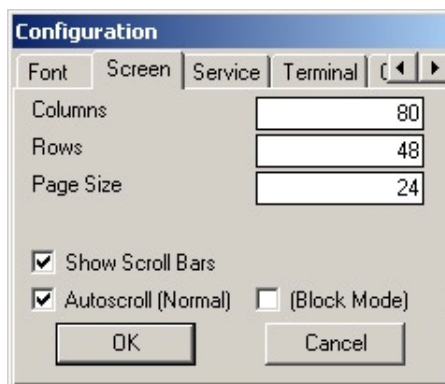 Configuration
Font Screen Service Terminal
Columns 80
Rows 48
Page Size 24
Show Scroll Bars
Autoscroll (Normal) (Block Mode)
OK Cancel